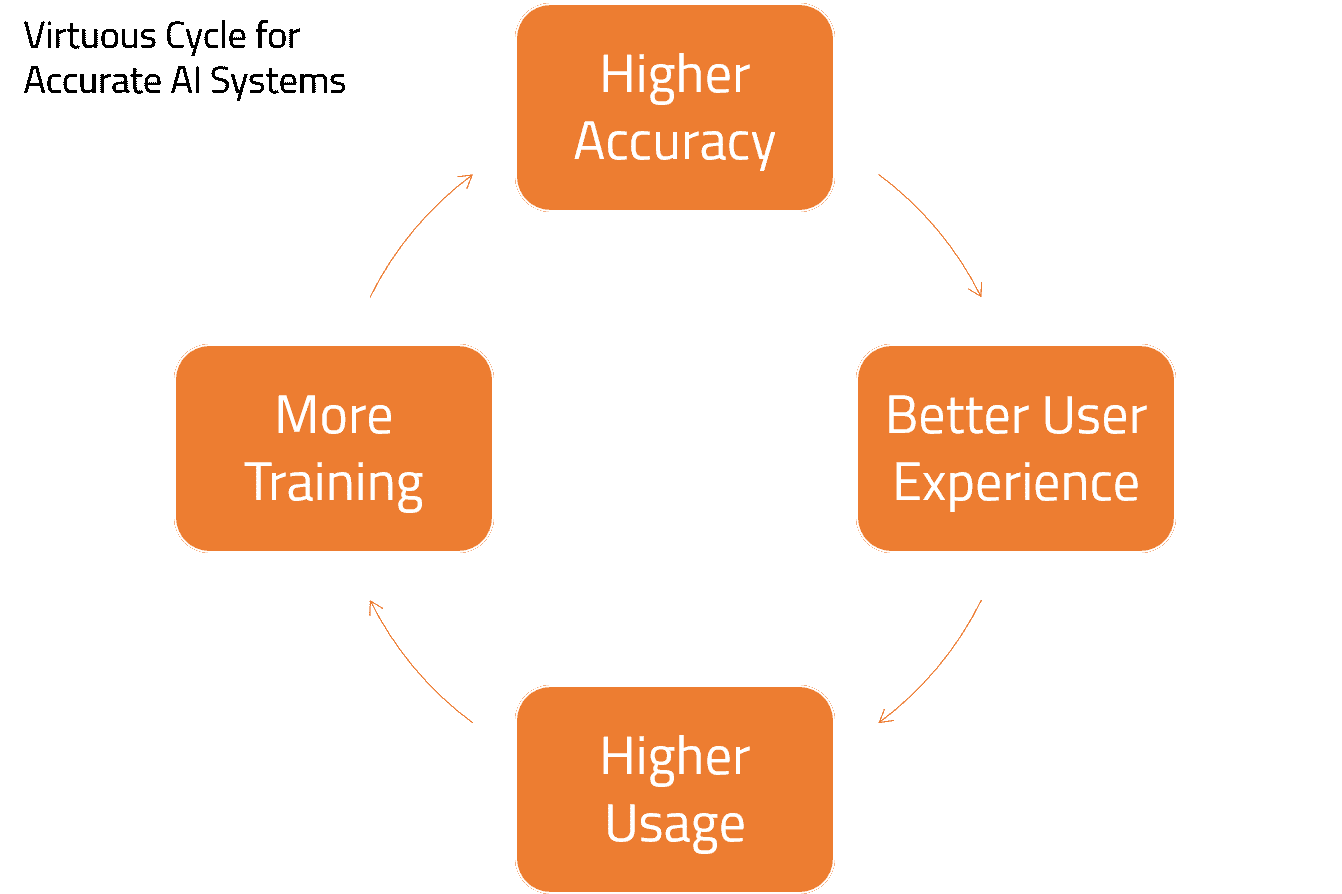 Virtuous Cycle for
Accurate AI Systems
Higher
Accuracy
Better User
Experience
Higher
Usage
More
Training